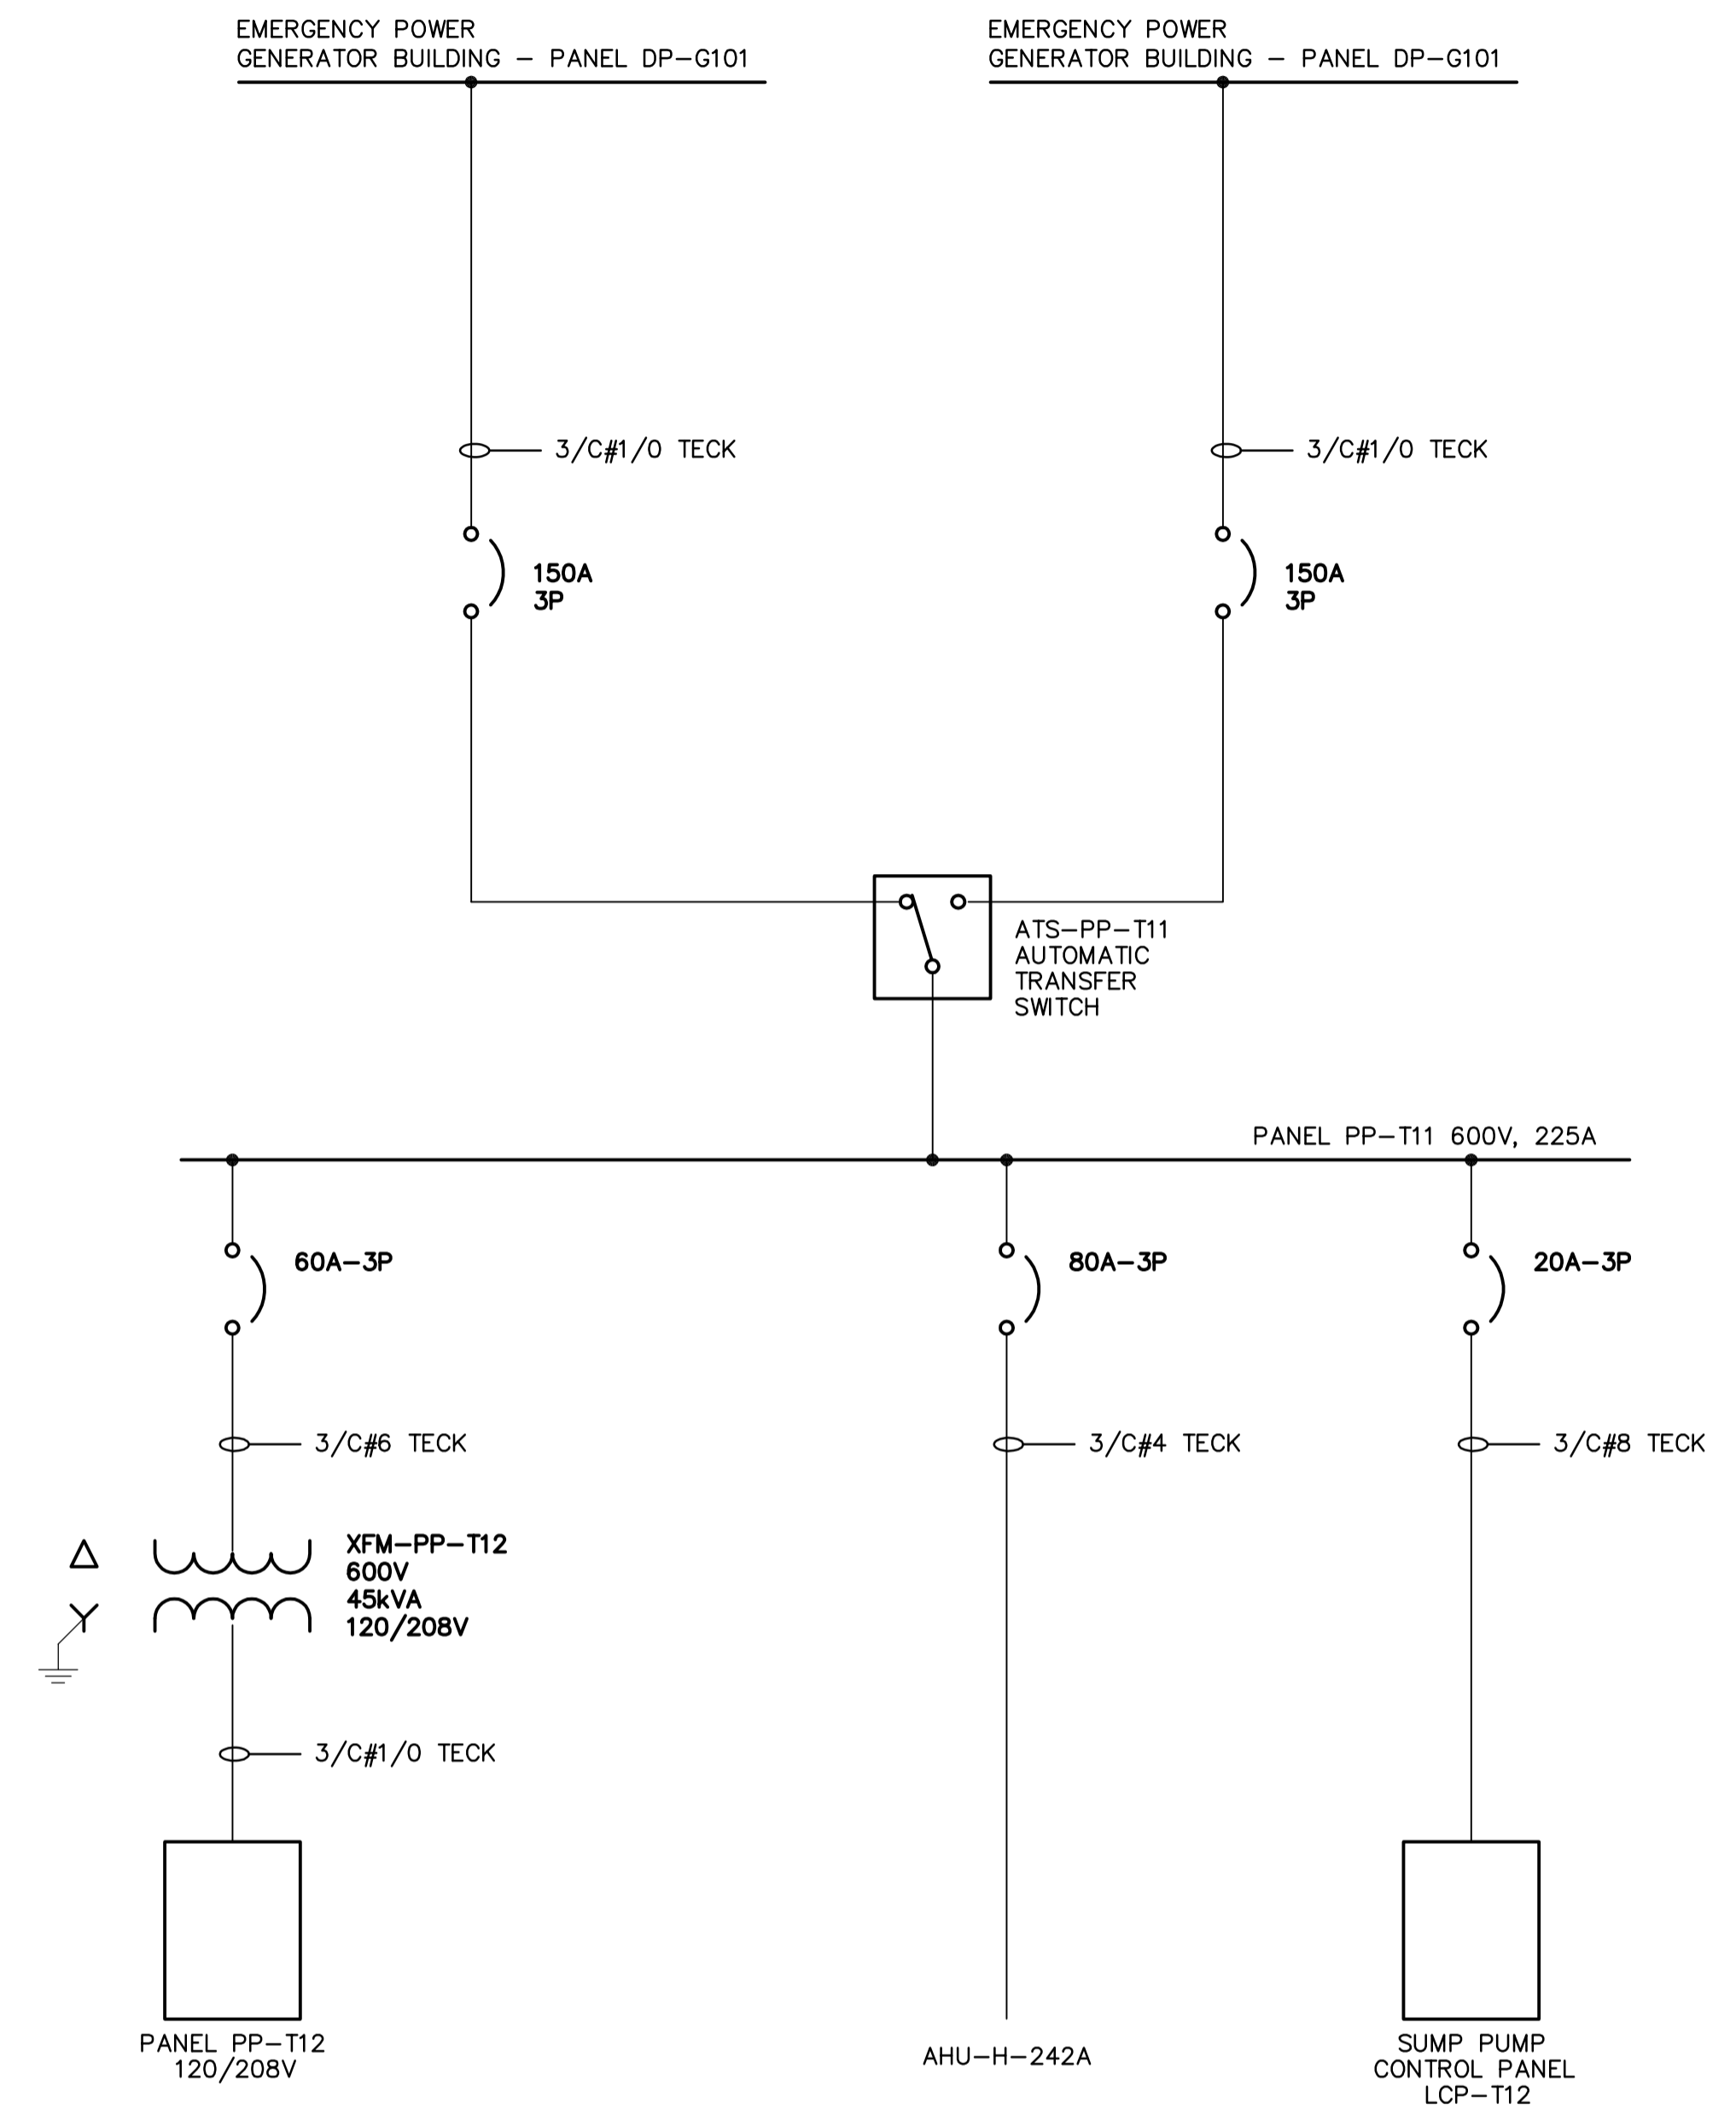 EMERGENCY POWER
GENERATOR BUILDING - PANEL DP-G101
EMERGENCY POWER
GENERATOR BUILDING - PANEL DP-G101
3/C#1/0 TECK
3/C#1/0 TECK
150A
3P
150A
3P
ATS-PP-T11
AUTOMATIC
TRANSFER
SWITCH
PANEL PP-T11 600V, 225A
60A-3P
80A-3P
20A-3P
3/C#6 TECK
3/C#4 TECK
3/C#8 TECK
XFM-PP-T12
600V
45kVA
120/208V
3/C#1/0 TECK
PANEL PP-T12
120/208V
AHU-H-242A
SUMP PUMP
CONTROL PANEL
LCP-T12